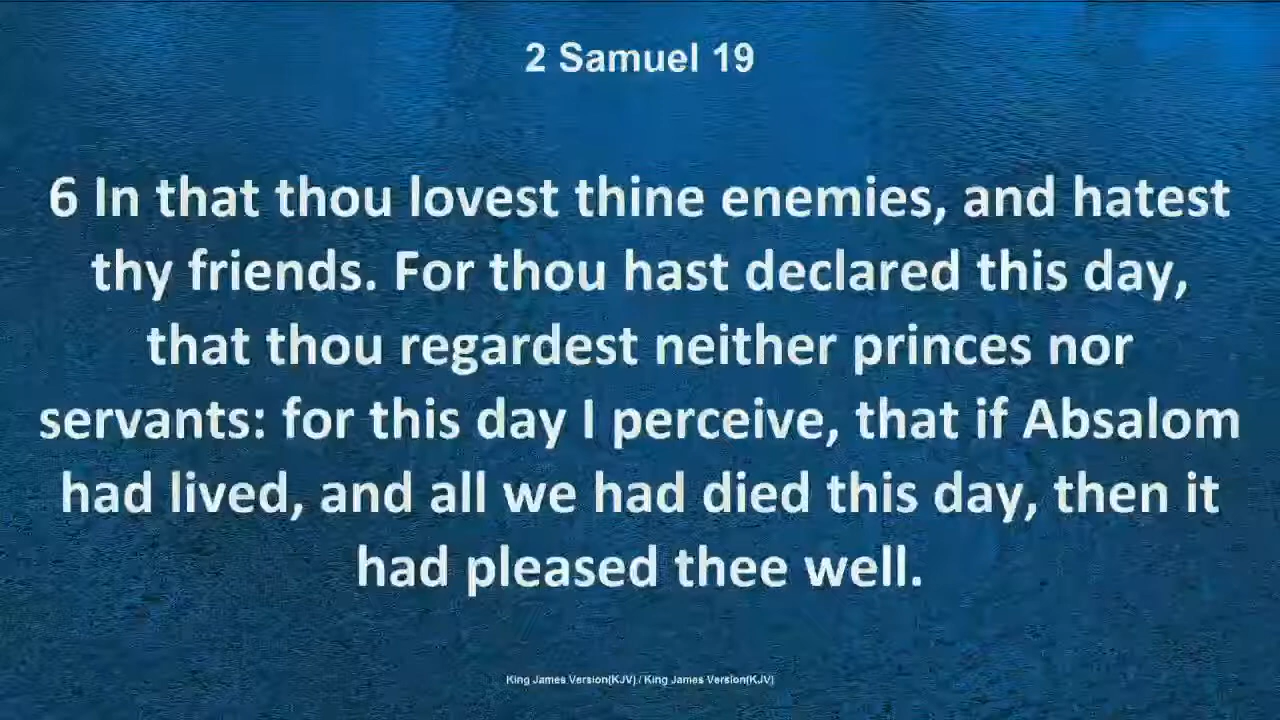 2 Samuel 19
6 In that thou lovest thine enemies, and hatest
thy friends. For thou hast declared this day,
that thou regardest neither princes nor
servants: for this day I perceive, that if Absalom
had lived, and all we had died this day, then it
had pleased thee well.
King James Version(KJV) / King James Version(KJV)